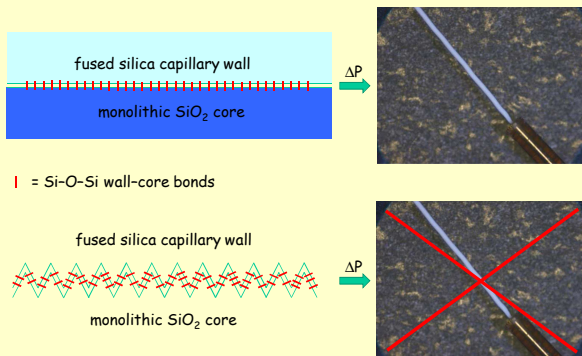 fused silica capillary wall
ΔP
monolithic SiO₂ core
= Si–O–Si wall–core bonds
fused silica capillary wall
ΔP
monolithic SiO₂ core